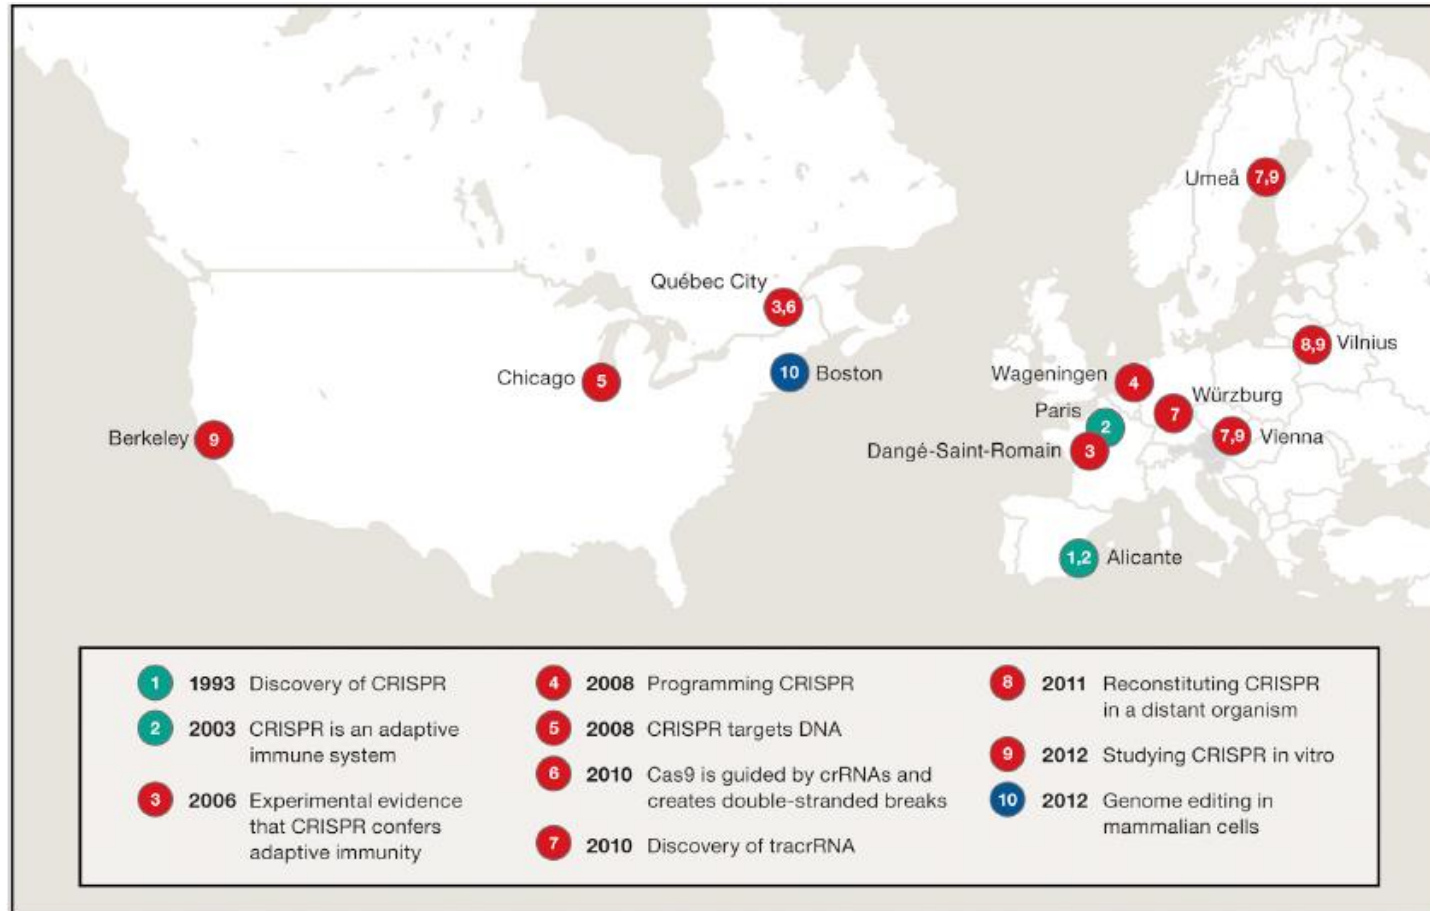 Umeå
7,9
Québec City
3,6
Vilnius
8,9
Chicago
5
10
Boston
Wageningen
4
Würzburg
7
Paris
2
Berkeley
9
Vienna
7,9
Dangé-Saint-Romain
3
1,2
Alicante
1 1993 Discovery of CRISPR
2 2003 CRISPR is an adaptive
immune system
3 2006 Experimental evidence
that CRISPR confers
adaptive immunity
4 2008 Programming CRISPR
5 2008 CRISPR targets DNA
6 2010 Cas9 is guided by crRNAs and
creates double-stranded breaks
7 2010 Discovery of tracrRNA
8 2011 Reconstituting CRISPR
in a distant organism
9 2012 Studying CRISPR in vitro
10 2012 Genome editing in
mammalian cells